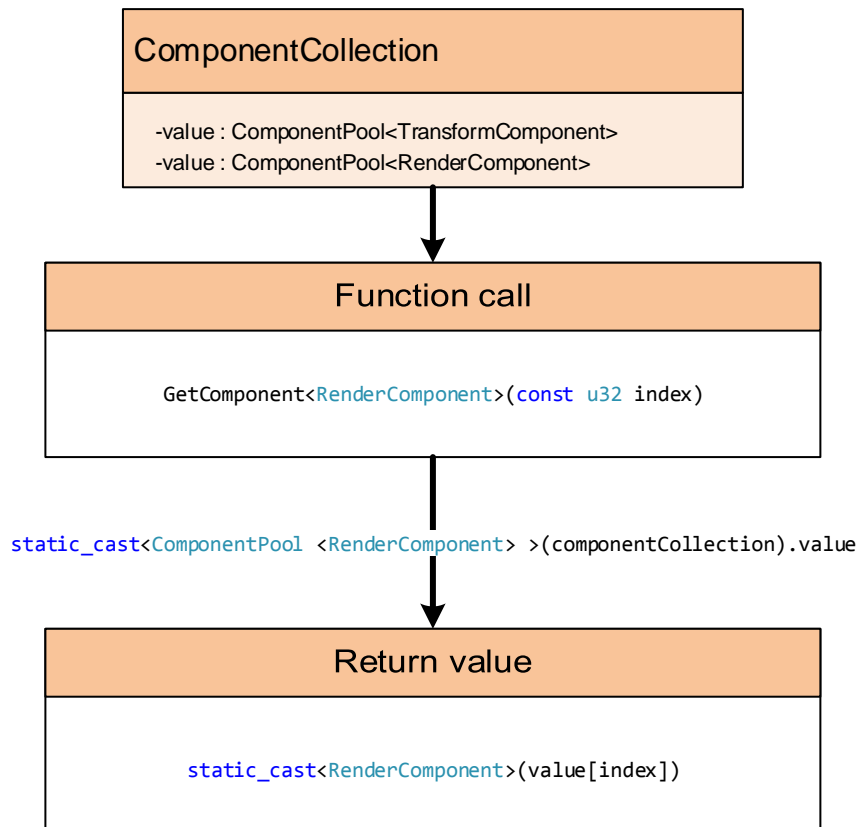 ComponentCollection
-value : ComponentPool<TransformComponent>
-value : ComponentPool<RenderComponent>
Function call
GetComponent<RenderComponent>(const u32 index)
static_cast<ComponentPool <RenderComponent> >(componentCollection).value
Return value
static_cast<RenderComponent>(value[index])